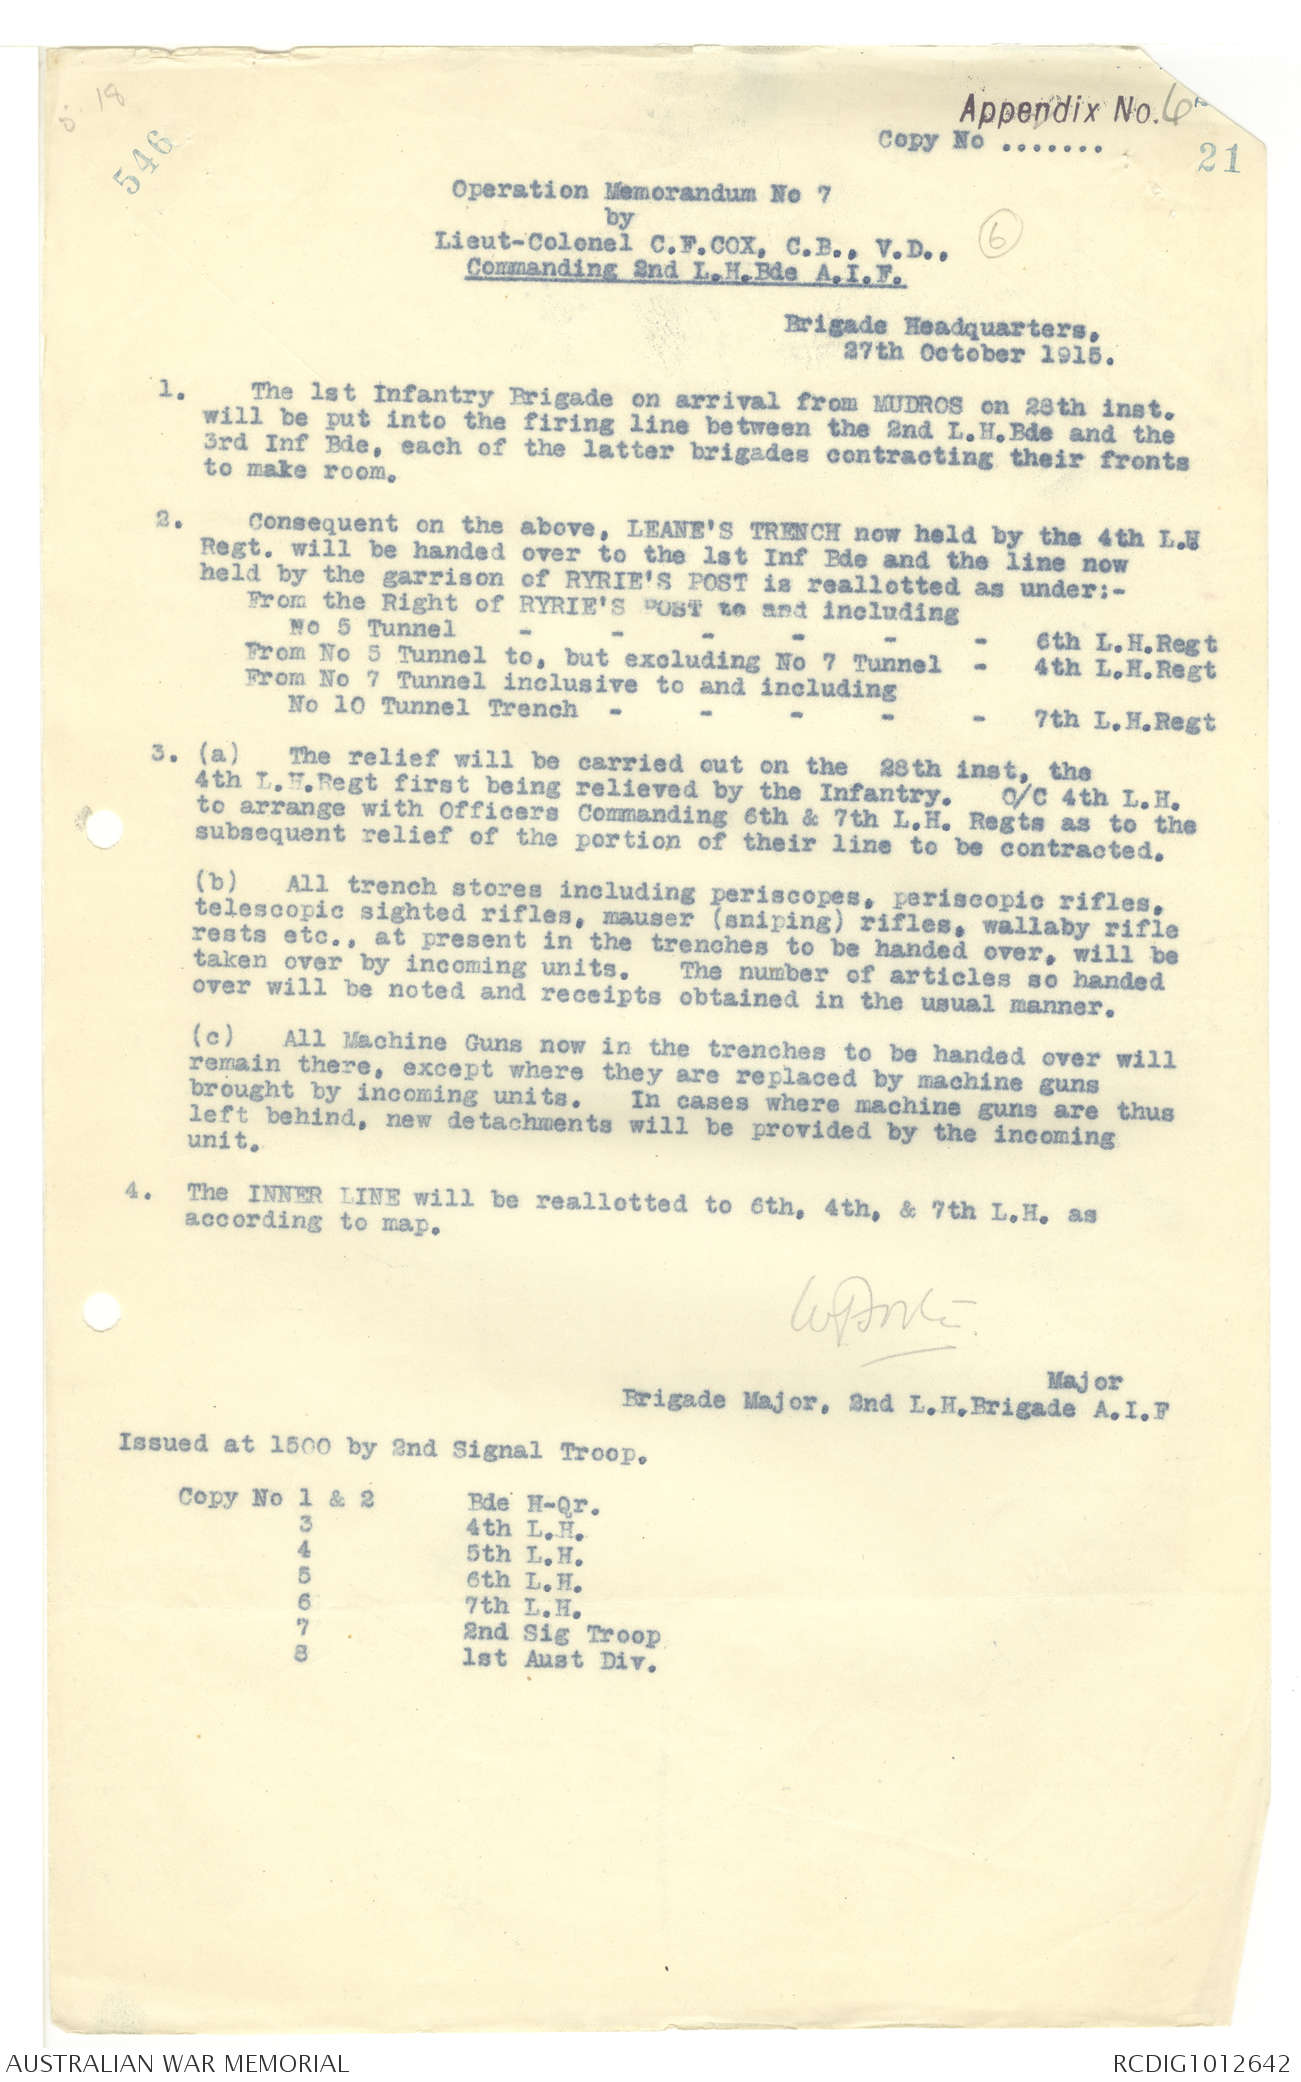 5. 18
546
Appendix No. 6
Copy No .......
21
Operation Memorandum No 7
by
Lieut-Colonel C.F.COX, C.B., V.D.,
6
Commanding 2nd L.H.Bde A.I.F.
Brigade Headquarters,
27th October 1915.
1. The 1st Infantry Brigade on arrival from MUDROS on 28th inst.
will be put into the firing line between the 2nd L.H.Bde and the
3rd Inf Bde, each of the latter brigades contracting their fronts
to make room.
2. Consequent on the above, LEANE'S TRENCH now held by the 4th L.H
Regt. will be handed over to the 1st Inf Bde and the line now
held by the garrison of RYRIE'S POST is reallotted as under:-
From the Right of RYRIE'S POST to and including
No 5 Tunnel - - - - - - 6th L.H.Regt
From No 5 Tunnel to, but excluding No 7 Tunnel - 4th L.H.Regt
From No 7 Tunnel inclusive to and including
No 10 Tunnel Trench - - - - - 7th L.H.Regt
3. (a) The relief will be carried out on the 28th inst, the
4th L.H.Regt first being relieved by the Infantry. O/C 4th L.H.
to arrange with Officers Commanding 6th & 7th L.H. Regts as to the
subsequent relief of the portion of their line to be contracted.
(b) All trench stores including periscopes, periscopic rifles,
telescopic sighted rifles, mauser (sniping) rifles, wallaby rifle
rests etc., at present in the trenches to be handed over, will be
taken over by incoming units. The number of articles so handed
over will be noted and receipts obtained in the usual manner.
(c) All Machine Guns now in the trenches to be handed over will
remain there, except where they are replaced by machine guns
brought by incoming units. In cases where machine guns are thus
left behind, new detachments will be provided by the incoming
unit.
4. The INNER LINE will be reallotted to 6th, 4th, & 7th L.H. as
according to map.
Major
Brigade Major, 2nd L.H.Brigade A.I.F
Issued at 1500 by 2nd Signal Troop.
Copy No 1 & 2 Bde H-Qr.
3 4th L.H.
4 5th L.H.
5 6th L.H.
6 7th L.H.
7 2nd Sig Troop
8 1st Aust Div.
AUSTRALIAN WAR MEMORIAL
RCDIG1012642